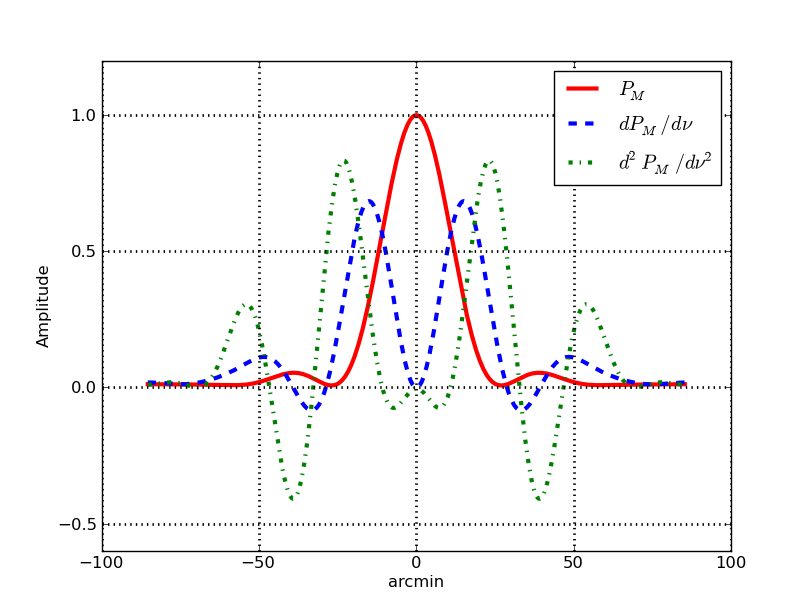 P_M
dP_M/dν
d² P_M/dν²
1.0
0.5
0.0
−0.5
Amplitude
−100 −50 0 50 100
arcmin